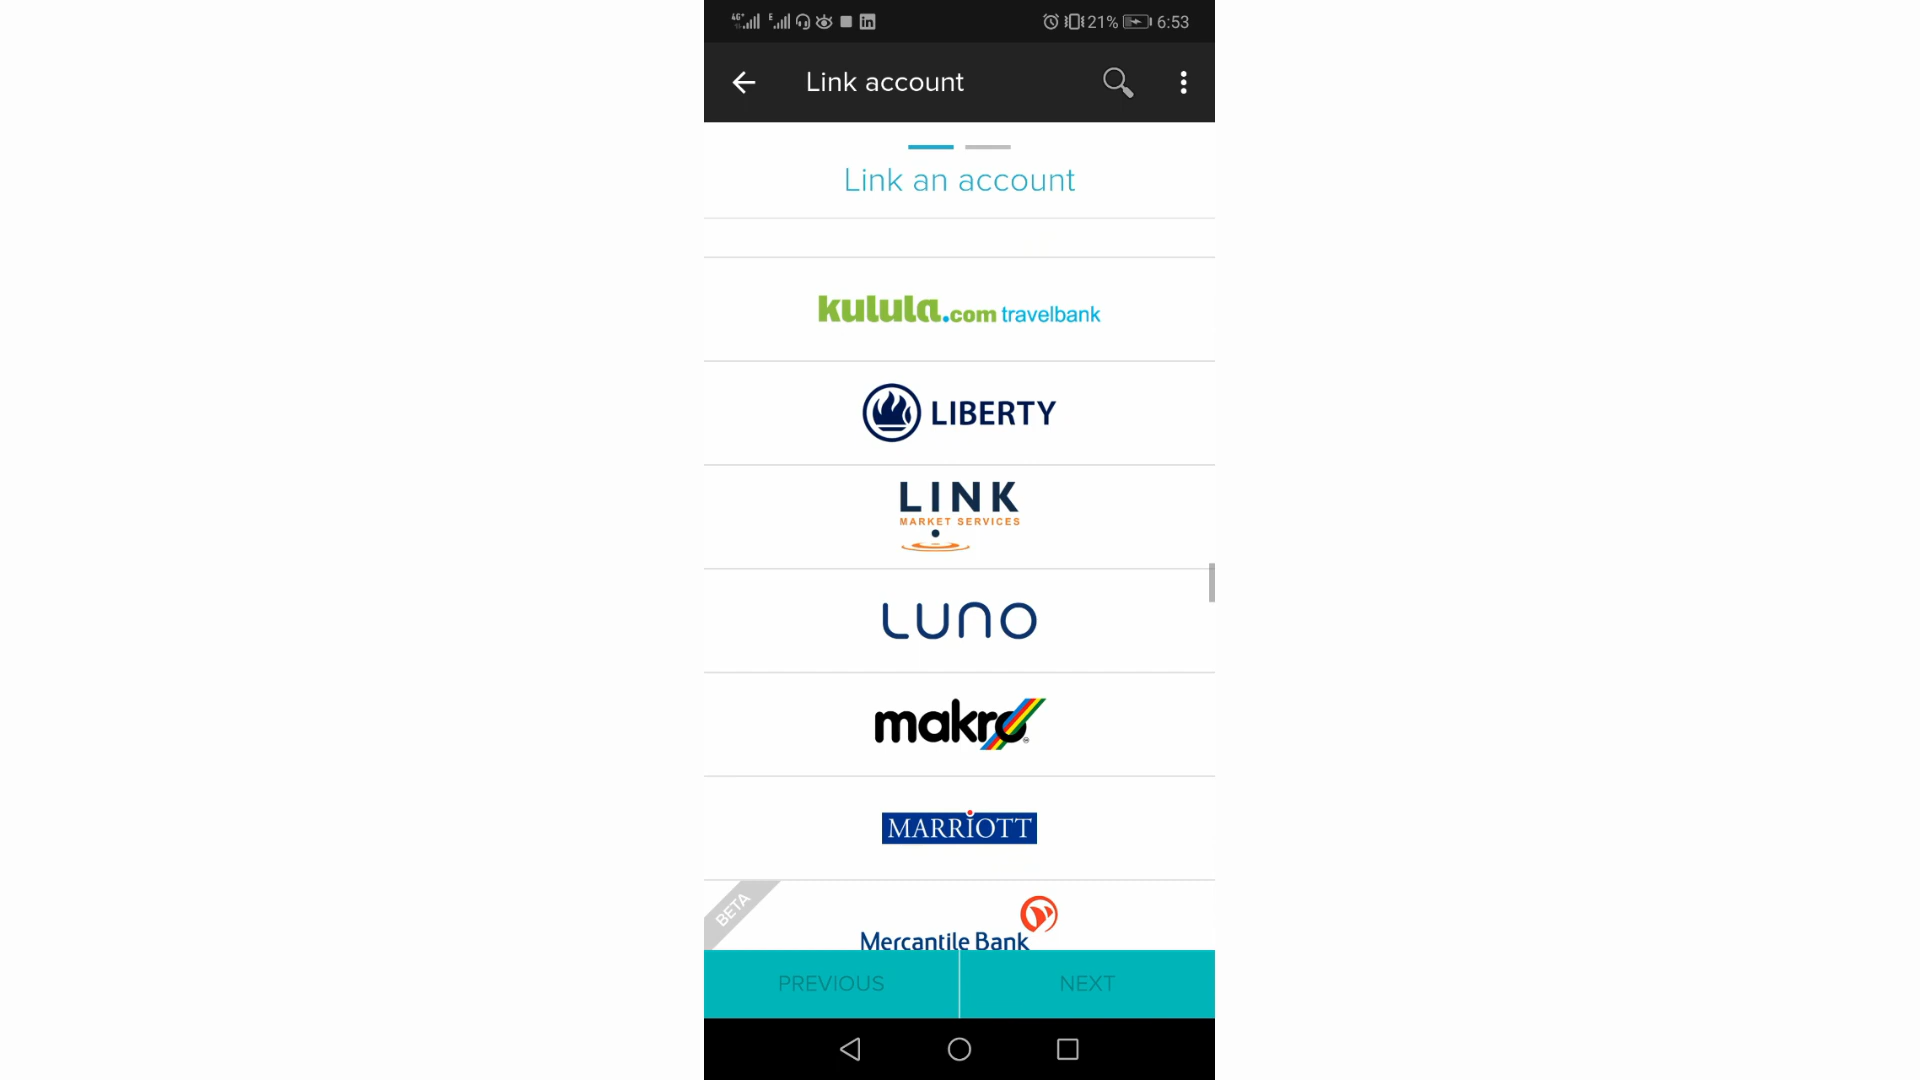 4G+ E 21% 6:53
Link account
Link an account
kulula.com travelbank
LIBERTY
LINK
MARKET SERVICES
LUNO
makro
MARRIOTT
BETA
Mercantile Bank
PREVIOUS NEXT